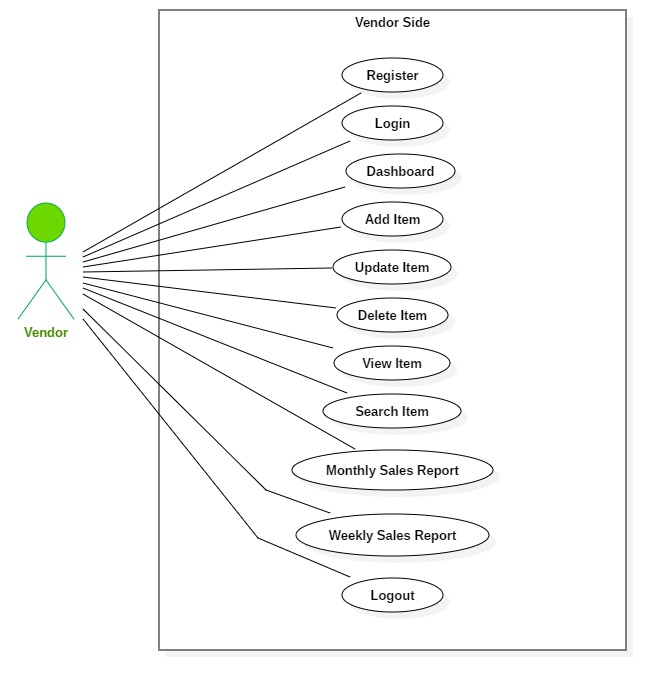 Vendor Side
Register
Login
Dashboard
Add Item
Update Item
Delete Item
Vendor
View Item
Search Item
Monthly Sales Report
Weekly Sales Report
Logout